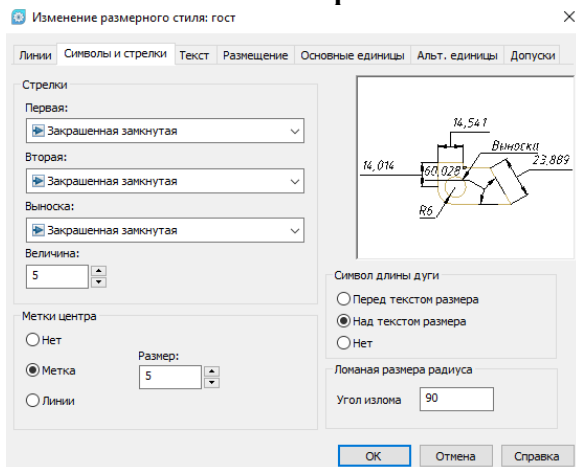 Изменение размерного стиля: гост
Линии Символы и стрелки Текст Размещение Основные единицы Альт. единицы Допуски
Стрелки
Первая:
Закрашенная замкнутая
Вторая:
Закрашенная замкнутая
Выноска:
Закрашенная замкнутая
Величина:
5
Метки центра
Нет
Метка
Линии
Размер:
5
14,541
Выноска
23,889
14,014
60,028°
R6
Символ длины дуги
Перед текстом размера
Над текстом размера
Нет
Ломаная размера радиуса
Угол излома 90
OK Отмена Справка